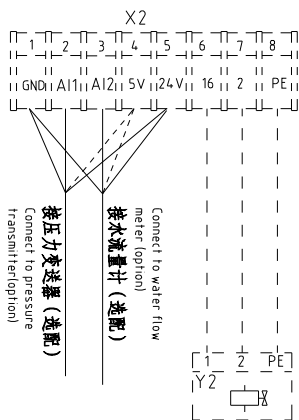 X2
1 2 3 4 5 6 7 8
GND AI1 AI2 5V 24V 16 2 PE
接压力变送器（选配）
Connect to pressure
transmitter(option)
接水流量计（选配）
Connect to water flow
meter (option)
1 2 PE
Y2